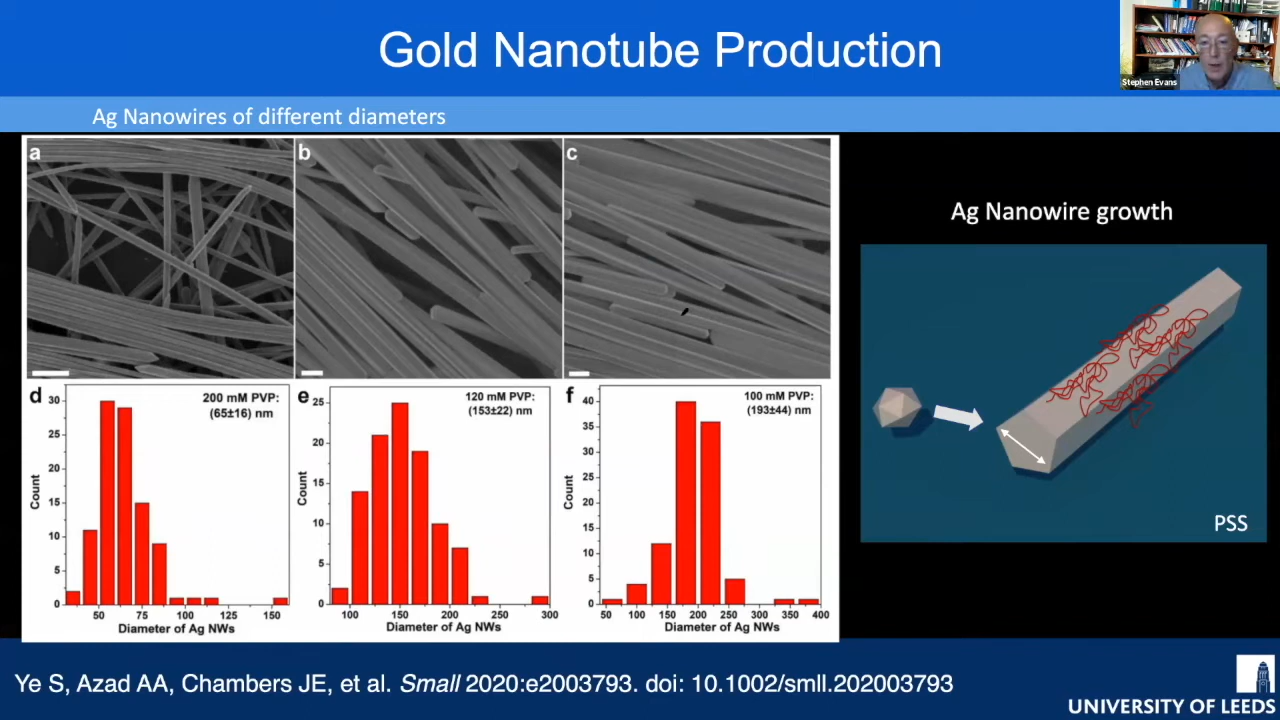 Gold Nanotube Production
Stephen Evans
Ag Nanowires of different diameters
a
b
c
Ag Nanowire growth
PSS
d
200 mM PVP:
(65±16) nm
30
25
20
15
10
5
0
Count
50
75
100
125
150
Diameter of Ag NWs
e
120 mM PVP:
(153±22) nm
25
20
15
10
5
0
Count
100
150
200
250
300
Diameter of Ag NWs
f
100 mM PVP:
(193±44) nm
40
35
30
25
20
15
10
5
0
Count
50
100
150
200
250
300
350
400
Diameter of Ag NWs
Ye S, Azad AA, Chambers JE, et al. Small 2020:e2003793. doi: 10.1002/smll.202003793
UNIVERSITY OF LEEDS